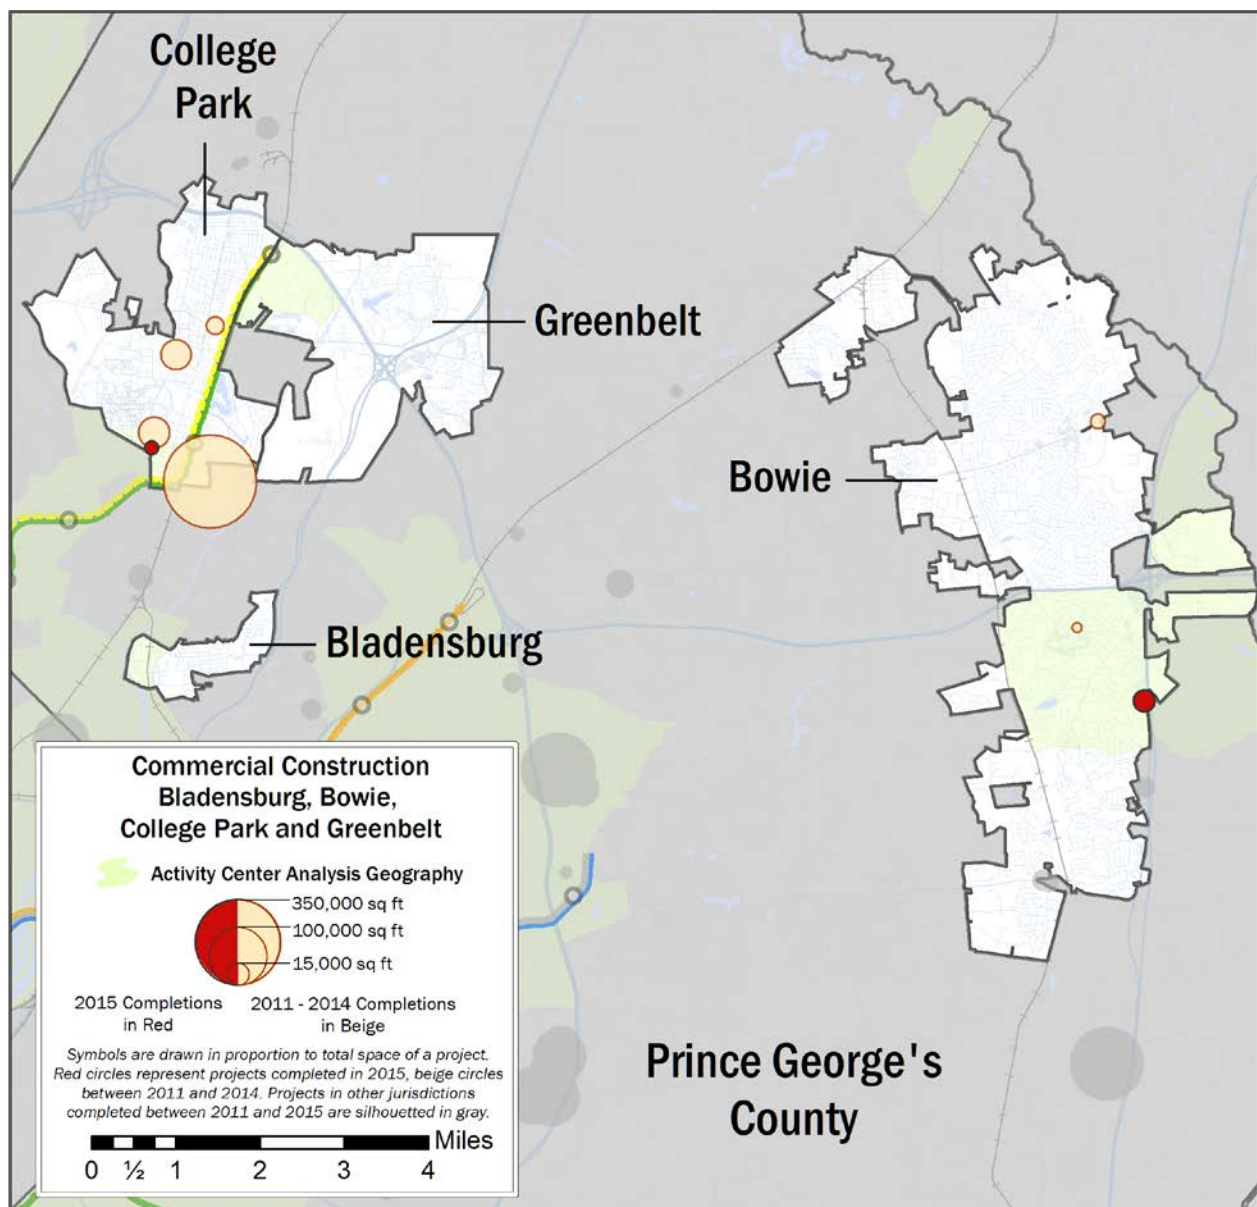 College
Park
Greenbelt
Bowie
Bladensburg
Commercial Construction
Bladensburg, Bowie,
College Park and Greenbelt
Activity Center Analysis Geography
350,000 sq ft
100,000 sq ft
15,000 sq ft
2015 Completions
in Red
2011 - 2014 Completions
in Beige
Symbols are drawn in proportion to total space of a project.
Red circles represent projects completed in 2015, beige circles
between 2011 and 2014. Projects in other jurisdictions
completed between 2011 and 2015 are silhouetted in gray.
Miles
0 ½ 1 2 3 4
Prince George's
County